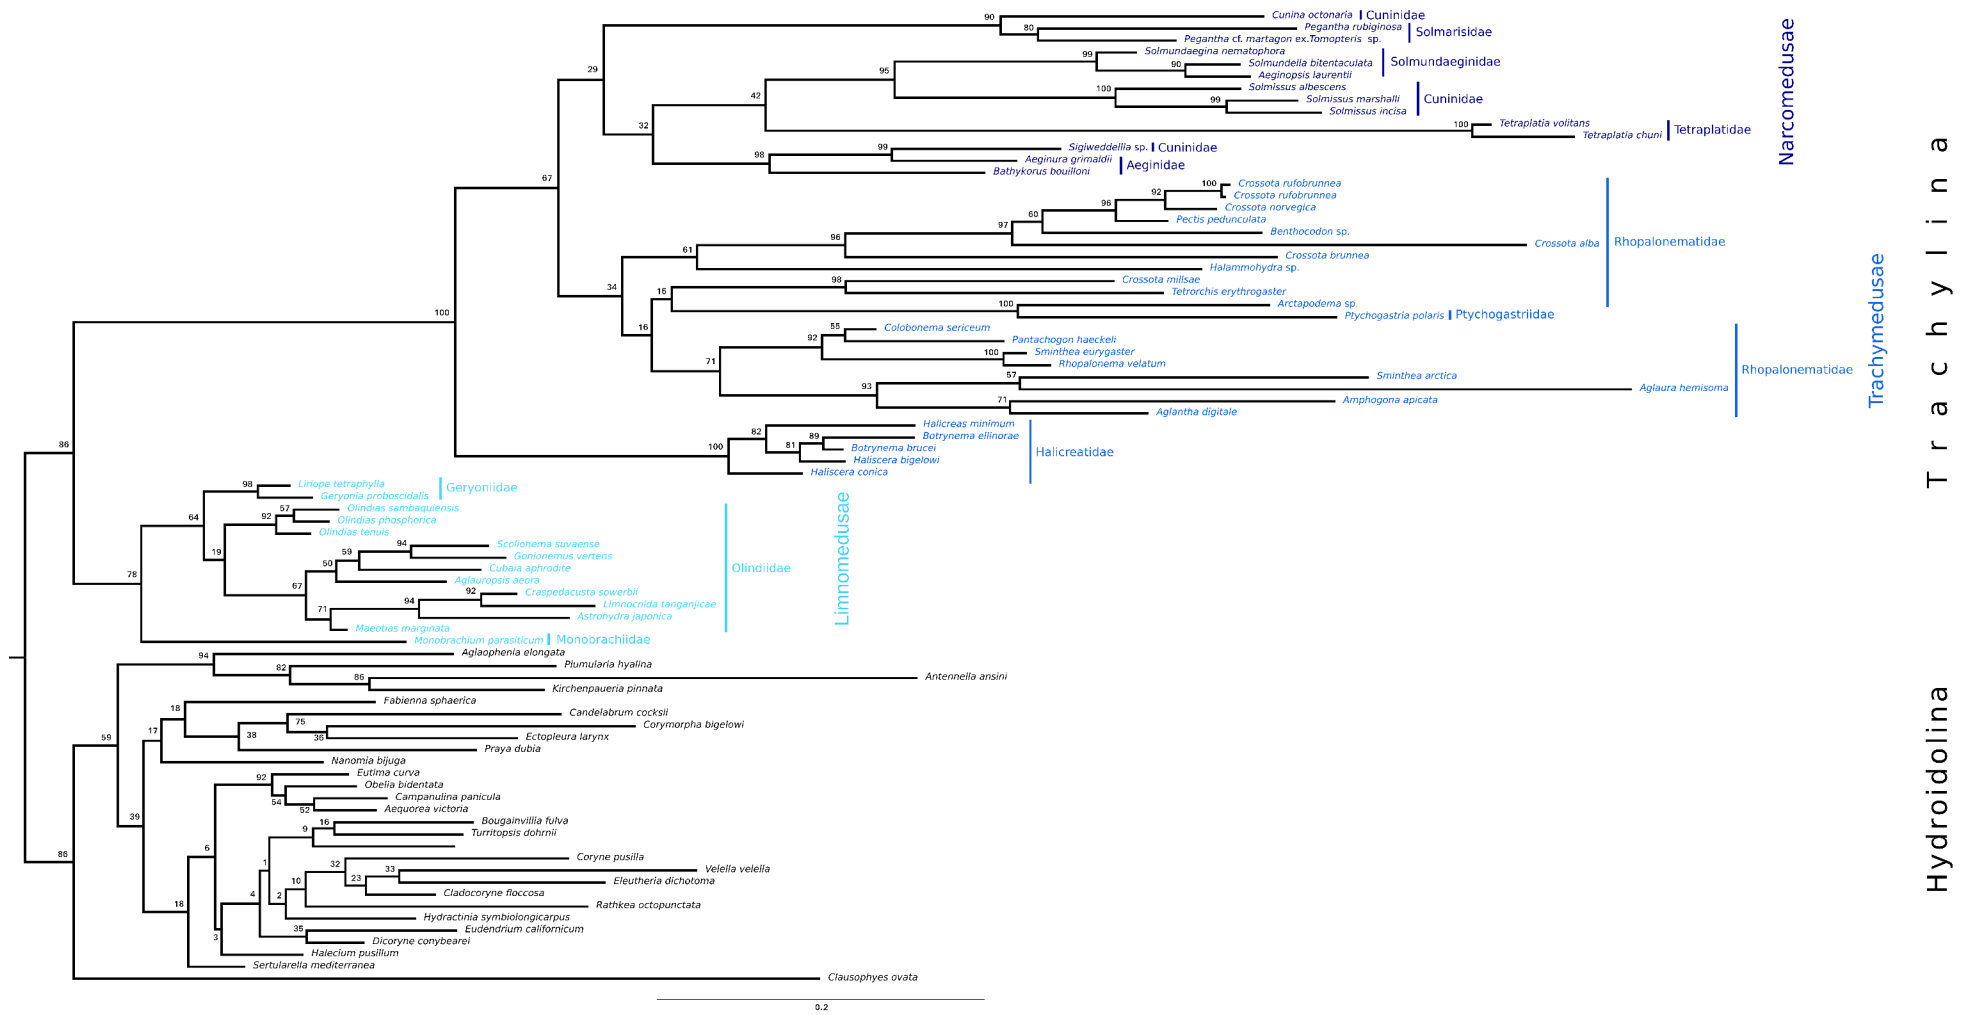 90
Cunina octonaria
Cuninidae
80
Pegantha rubiginosa
Solmarisidae
Pegantha cf. martagon ex.Tomopteris sp.
99
Solmundaegina nematophora
90
Solmundella bitentaculata
Solmundaeginidae
Aeginopsis laurentii
95
100
Solmissus albescens
99
Solmissus marshalli
Cuninidae
Solmissus incisa
42
29
100
Tetraplatia volitans
Tetraplatia chuni
Tetraplatidae
32
99
Sigiweddellia sp.
Cuninidae
98
Aeginura grimaldii
Aeginidae
Bathykorus bouilloni
Narcomedusae
67
100
Crossota rufobrunnea
92
Crossota rufobrunnea
96
Crossota norvegica
60
Pectis pedunculata
97
Benthocodon sp.
96
Crossota alba
Rhopalonematidae
61
Crossota brunnea
Halammohydra sp.
34
98
Crossota millsae
16
Tetrorchis erythrogaster
100
Arctapodema sp.
Ptychogastria polaris
Ptychogastriidae
16
55
Colobonema sericeum
92
Pantachogon haeckeli
100
Sminthea eurygaster
71
Rhopalonema velatum
57
Sminthea arctica
Rhopalonematidae
93
Aglaura hemisoma
71
Amphogona apicata
Aglantha digitale
Trachymedusae
100
82
Halicreas minimum
89
Botrynema ellinorae
81
Botrynema brucei
100
Halicreatidae
Haliscera bigelowi
Haliscera conica
Trachylina
86
98
Liriope tetraphylla
Geryoniidae
Geryonia proboscidalis
64
57
Olindias sambaquiensis
92
Olindias phosphorica
Olindias tenuis
19
94
Scolionema suvaense
59
Gonionemus vertens
50
Cubaia aphrodite
Olindiidae
67
Aglauropsis aeora
92
Craspedacusta sowerbii
94
Limnocnida tanganjicae
71
Astrohydra japonica
Maeotias marginata
78
Monobrachium parasiticum
Monobrachiidae
Limnomedusae
94
Aglaophenia elongata
82
Plumularia hyalina
86
Antennella ansini
Kirchenpaueria pinnata
59
18
Fabienna sphaerica
75
Candelabrum cocksii
17
Corymorpha bigelowi
38
36
Ectopleura larynx
Praya dubia
Nanomia bijuga
92
Eutima curva
54
Obelia bidentata
52
Campanulina panicula
Aequorea victoria
39
16
Bougainvillia fulva
9
Turritopsis dohrnii
6
86
32
Coryne pusilla
1
33
Velella velella
10
23
Eleutheria dichotoma
4
2
Cladocoryne floccosa
Rathkea octopunctata
18
Hydractinia symbiolongicarpus
35
Eudendrium californicum
3
Dicoryne conybearei
Halecium pusillum
Sertularella mediterranea
Clausophyes ovata
Hydroidolina
0.2